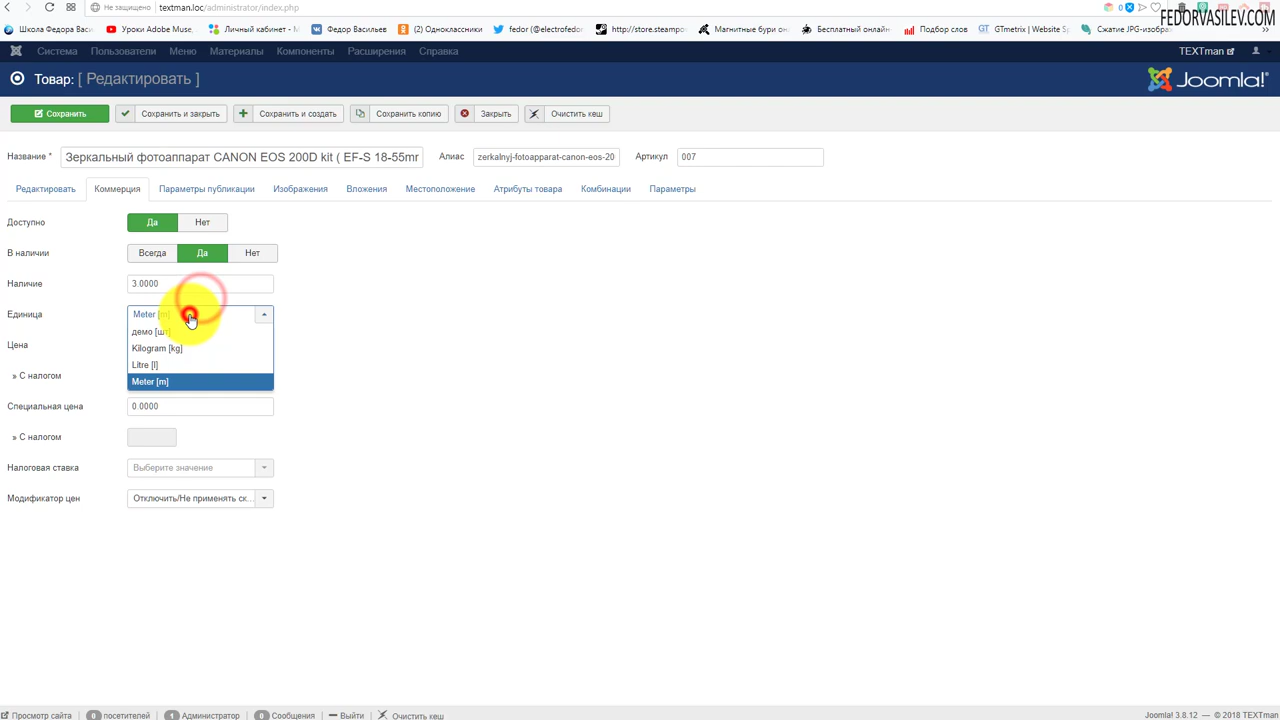 Не защищено textman.loc/administrator/index.php
0
FEDORVASILEV.COM
Школа Федора Васи. Уроки Adobe Muse, Личный кабинет - M Федор Васильев (2) Одноклассники fedor (@electrofedo http://store.steampo Магнитные бури они Бесплатный онлайн Подбор слов GTmetrix | Website S Сжатие JPG-изобра »
Система Пользователи Меню Материалы Компоненты Расширения Справка TEXTman
Товар: [ Редактировать ] Joomla!®
Сохранить Сохранить и закрыть Сохранить и создать Сохранить копию Закрыть Очистить кеш
Название * Зеркальный фотоаппарат CANON EOS 200D kit ( EF-S 18-55mr Алиас zerkalnyj-fotoapparat-canon-eos-20 Артикул 007
Редактировать Коммерция Параметры публикации Изображения Вложения Местоположение Атрибуты товара Комбинации Параметры
Доступно Да Нет
В наличии Всегда Да Нет
Наличие 3.0000
Единица Meter [m]
демо [шт]
Цена Kilogram [kg]
Litre [l]
» С налогом Meter [m]
Специальная цена 0.0000
» С налогом
Налоговая ставка Выберите значение
Модификатор цен Отключить/Не применять ск...
Просмотр сайта 0 посетителей 1 Администратор 0 Сообщения Выйти Очистить кеш Joomla! 3.8.12 — © 2018 TEXTman